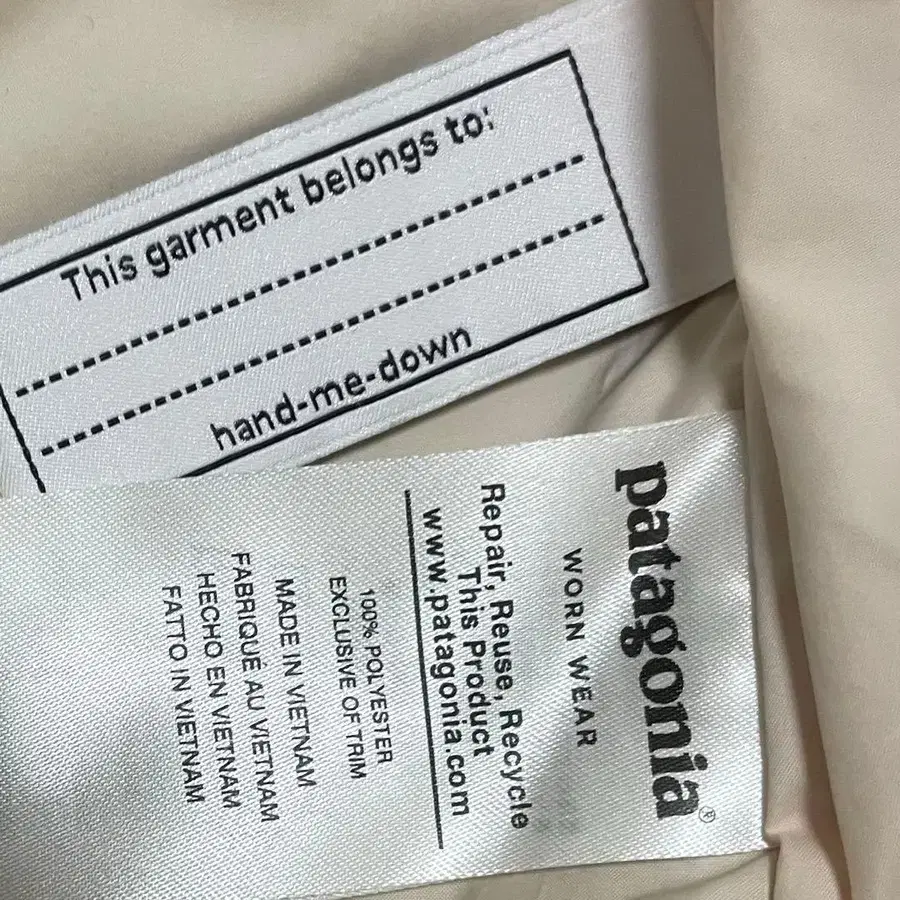 This garment belongs to:
hand-me-down
patagonia®
WORN WEAR
Repair, Reuse, Recycle
This Product
www.patagonia.com
100% POLYESTER
EXCLUSIVE OF TRIM
MADE IN VIETNAM
FABRIQUÉ AU VIETNAM
HECHO EN VIETNAM
FATTO IN VIETNAM